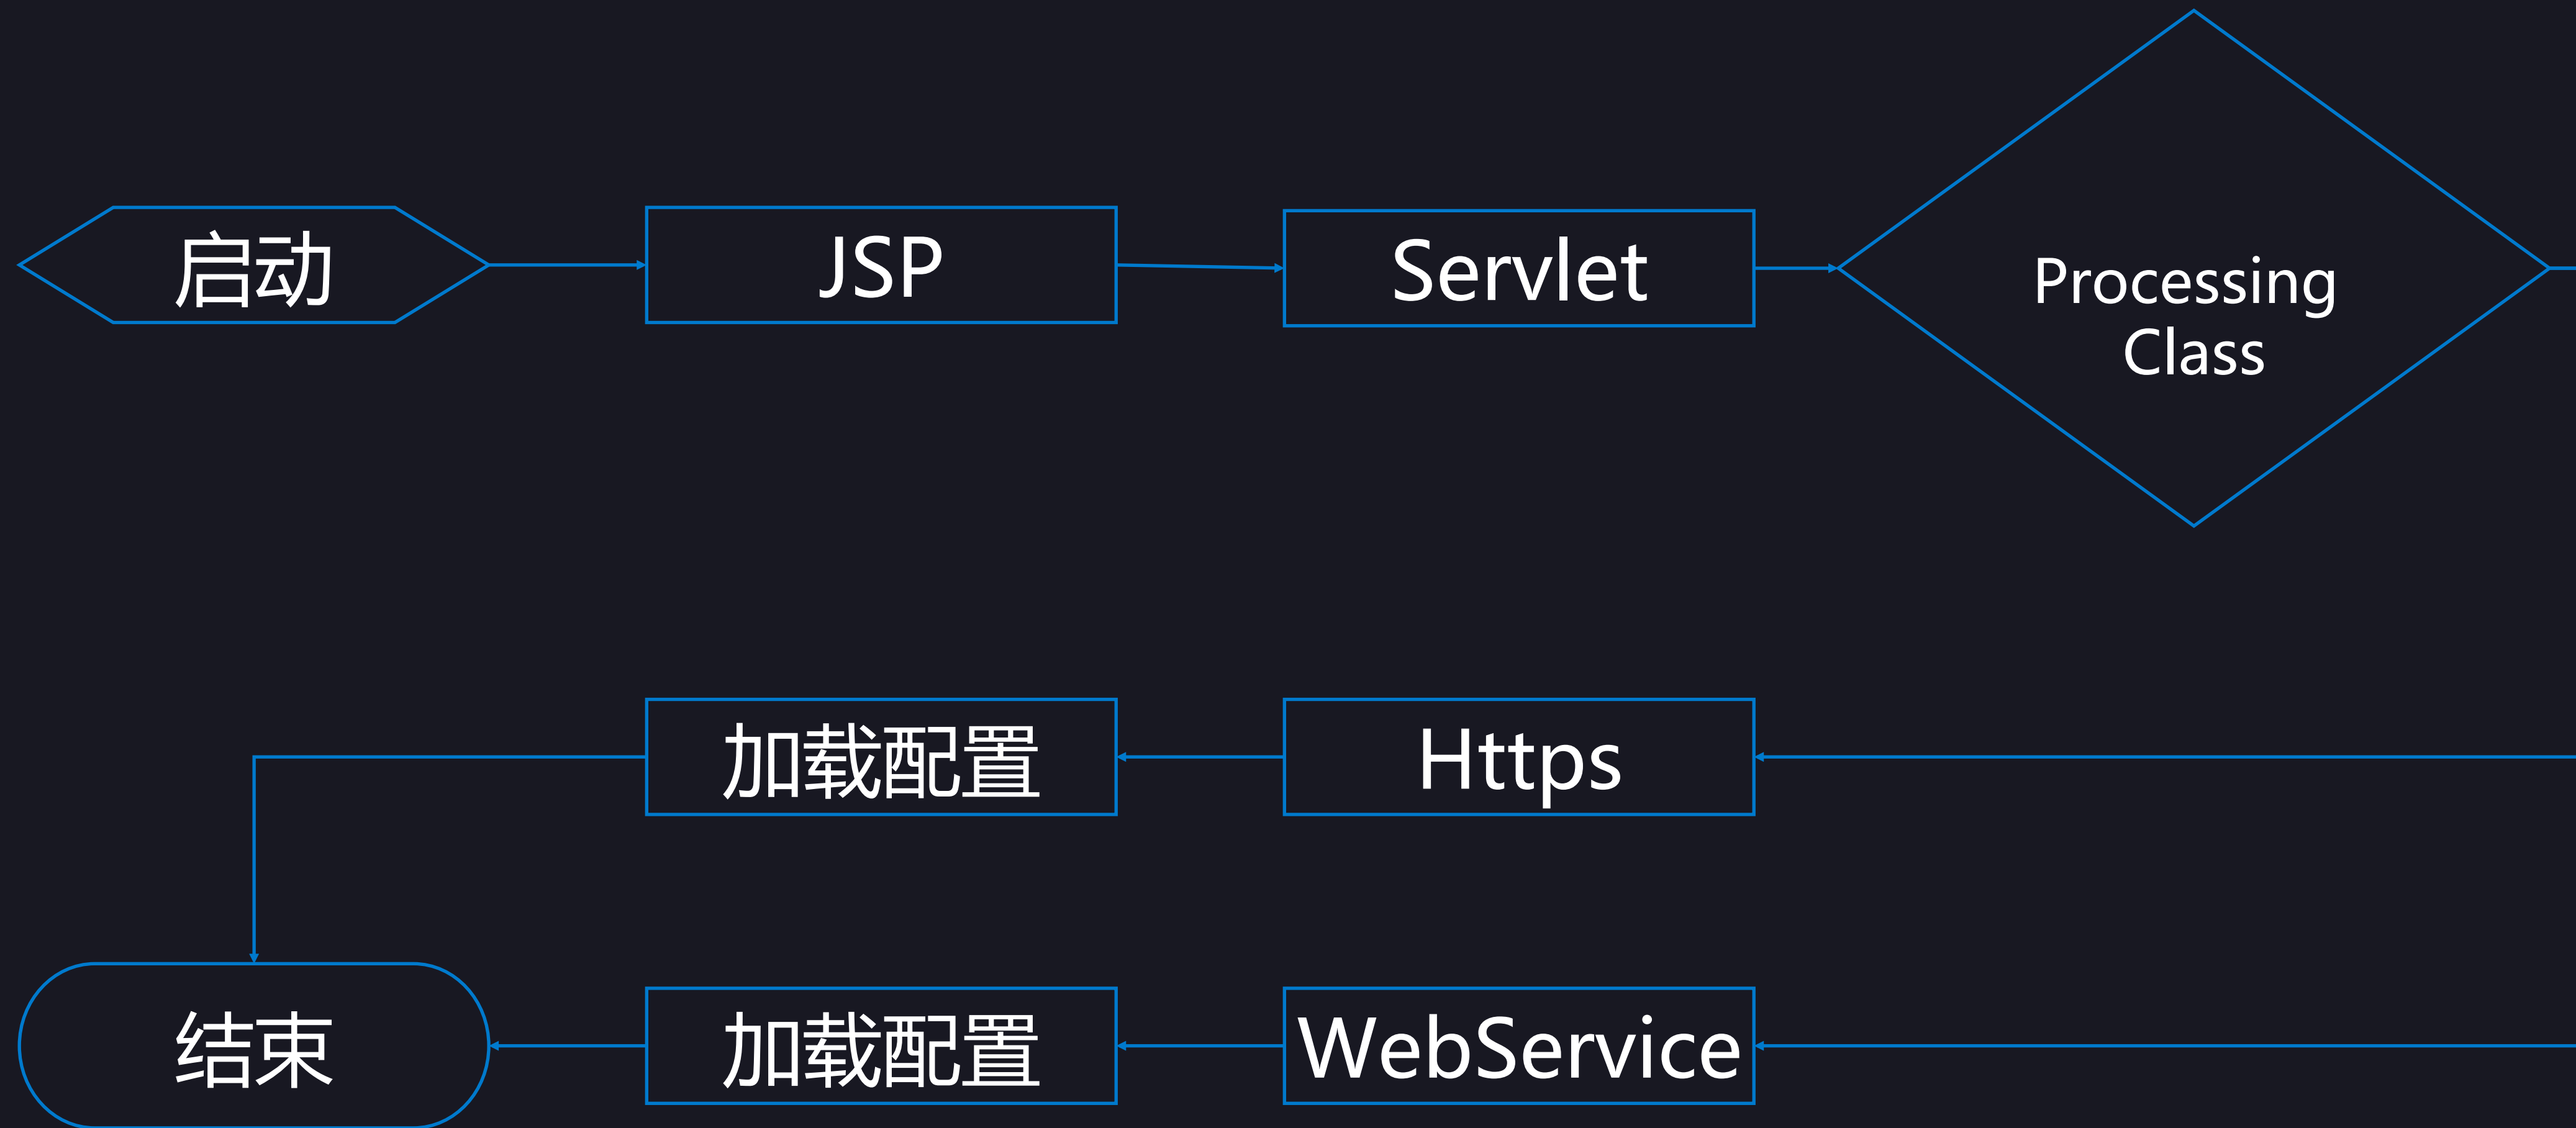 启动
JSP
Servlet
Processing
Class
加载配置
Https
结束
加载配置
WebService